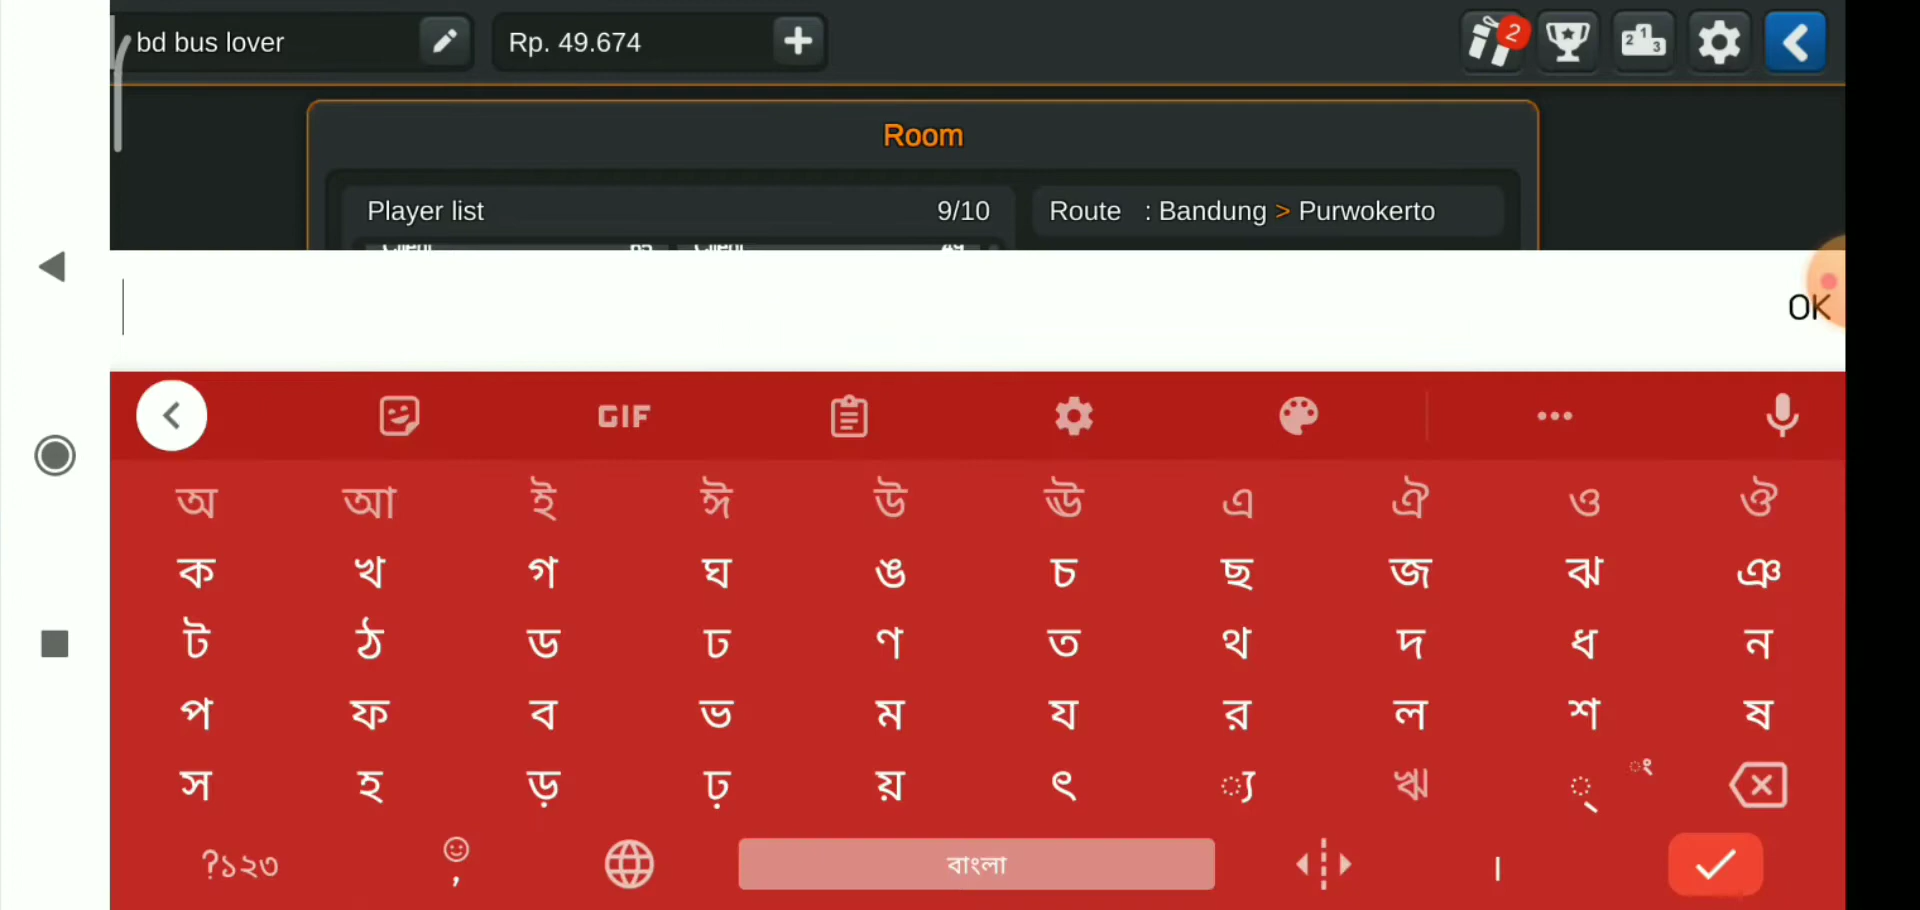 bd bus lover Rp. 49.674 2
Room
Player list 9/10 Route : Bandung > Purwokerto
OK
GIF
অ আ ই ঈ উ ঊ এ ঐ ও ঔ
ক খ গ ঘ ঙ চ ছ জ ঝ ঞ
ট ঠ ড ঢ ণ ত থ দ ধ ন
প ফ ব ভ ম য র ল শ ষ
স হ ড় ঢ় য় ৎ ্য ঋ ্ ং
?১২৩ , বাংলা ।